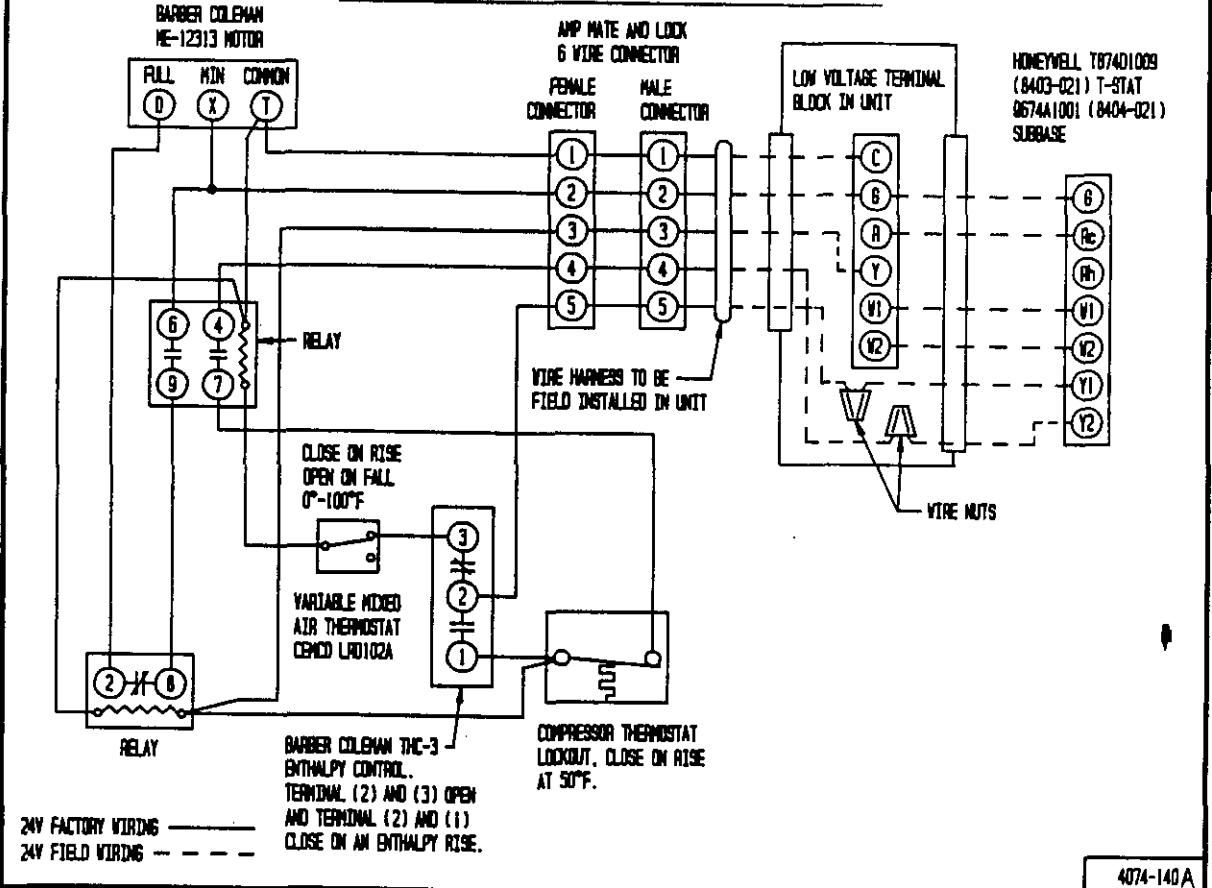 BARBER COLEMAN
ME-12313 MOTOR
FULL MIN COMMON
D X T
AMP MATE AND LOCK
6 WIRE CONNECTOR
FEMALE
CONNECTOR
MALE
CONNECTOR
1 1
2 2
3 3
4 4
5 5
LOW VOLTAGE TERMINAL
BLOCK IN UNIT
C
G
R
Y
W1
W2
HONEYWELL T874D1009
(8403-021) T-STAT
Q674A1001 (8404-021)
SUBBASE
G
Rc
Rh
W1
W2
Y1
Y2
6 4
9 7
RELAY
WIRE HARNESS TO BE
FIELD INSTALLED IN UNIT
WIRE NUTS
CLOSE ON RISE
OPEN ON FALL
0°-100°F
VARIABLE MIXED
AIR THERMOSTAT
CEMCO LR0102A
3
2
1
2 8
RELAY
BARBER COLEMAN THC-3
ENTHALPY CONTROL.
TERMINAL (2) AND (3) OPEN
AND TERMINAL (2) AND (1)
CLOSE ON AN ENTHALPY RISE.
COMPRESSOR THERMOSTAT
LOCKOUT, CLOSE ON RISE
AT 50°F.
24V FACTORY WIRING
24V FIELD WIRING
4074-140 A